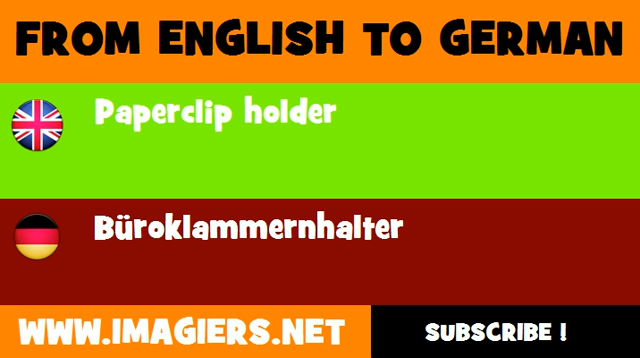 FROM ENGLISH TO GERMAN
Paperclip holder
Büroklammernhalter
WWW.IMAGIERS.NET
SUBSCRIBE !